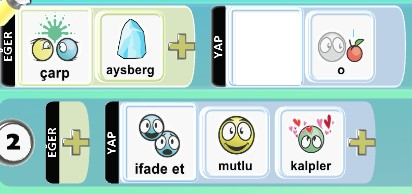 EĞER çarp aysberg YAP o
2 EĞER YAP ifade et mutlu kalpler